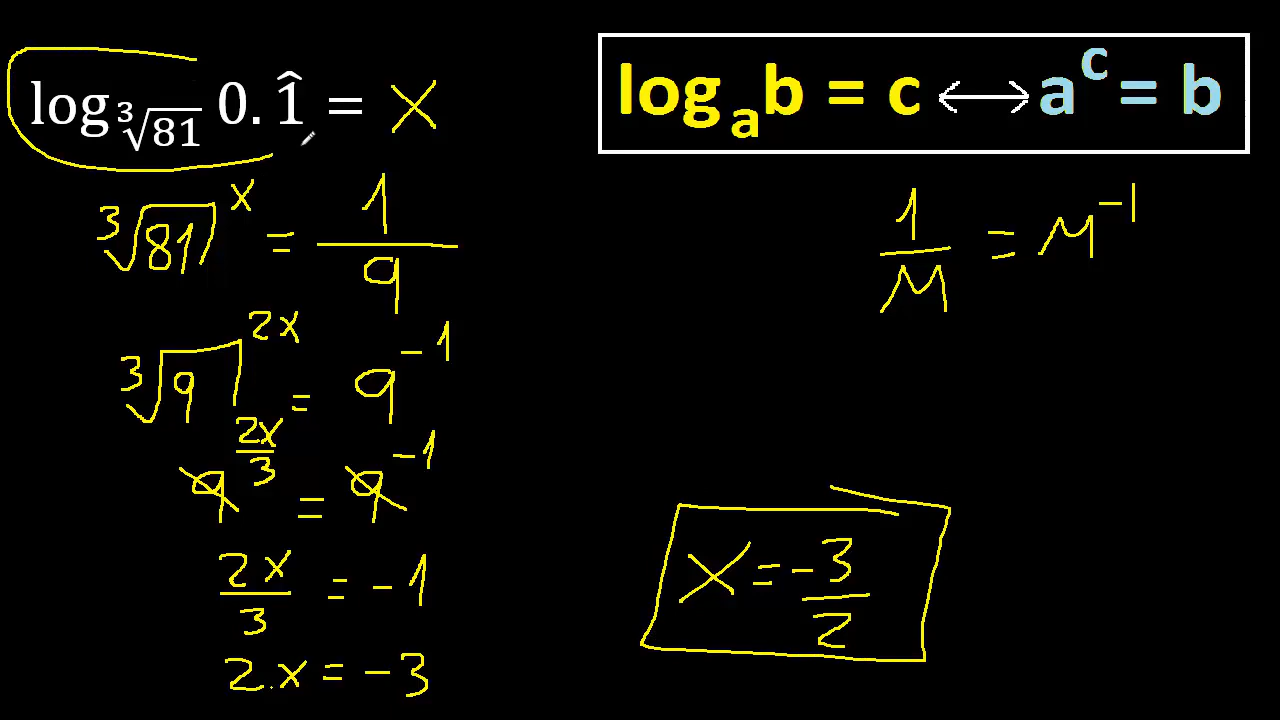 log ∛81 0.1̂ = x
log a b = c ⟷ a^c = b
∛81^x = 1/9
1/M = M^-1
∛9^2x = 9^-1
9^2x/3 = 9^-1
2x/3 = -1
x = -3/2
2.x = -3